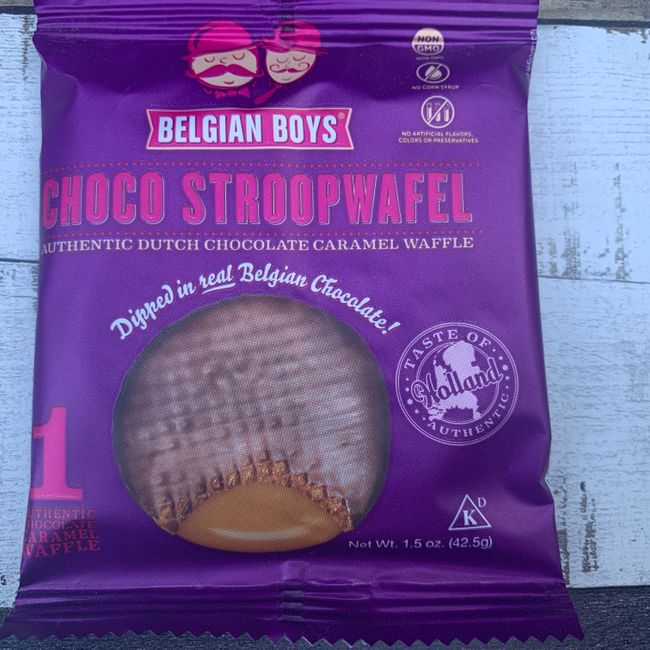 NON
GMO
NON-GMO
NO CORN SYRUP
NO ARTIFICIAL FLAVORS,
COLORS OR PRESERVATIVES
BELGIAN BOYS®
CHOCO STROOPWAFEL
AUTHENTIC DUTCH CHOCOLATE CARAMEL WAFFLE
Dipped in real Belgian Chocolate!
TASTE OF
Holland
AUTHENTIC
1
AUTHENTIC
CHOCOLATE
CARAMEL
WAFFLE
K D
Net Wt. 1.5 oz. (42.5g)